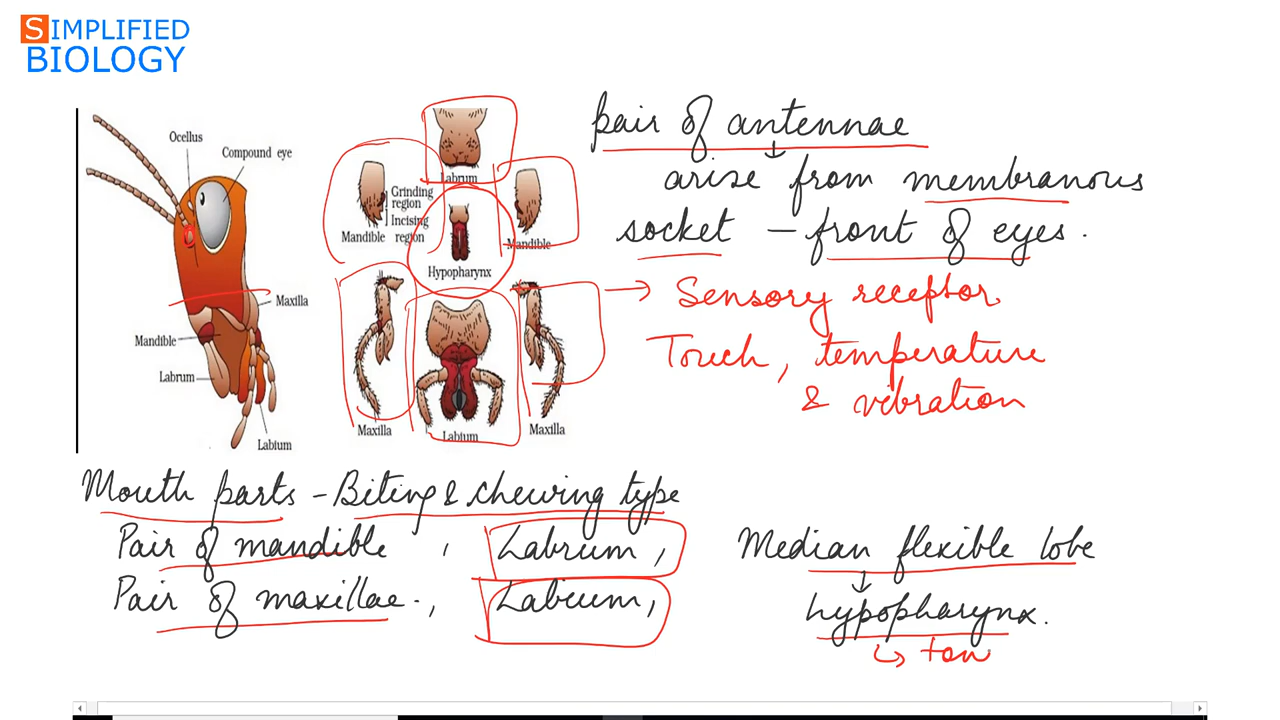 SIMPLIFIED
BIOLOGY
Ocellus
Compound eye
Maxilla
Mandible
Labrum
Labium
Labrum
Grinding
region
Incising
region
Mandible
Mandible
Hypopharynx
Maxilla
Labium
Maxilla
pair of antennae
↓
arise from membranous
socket – front of eyes.
→ Sensory receptor
Touch, temperature
& vibration
Mouth parts – Biting & chewing type
Pair of mandible, Labrum,
Pair of maxillae., Labium,
Median flexible lobe
↓
hypopharynx.
↳ ton